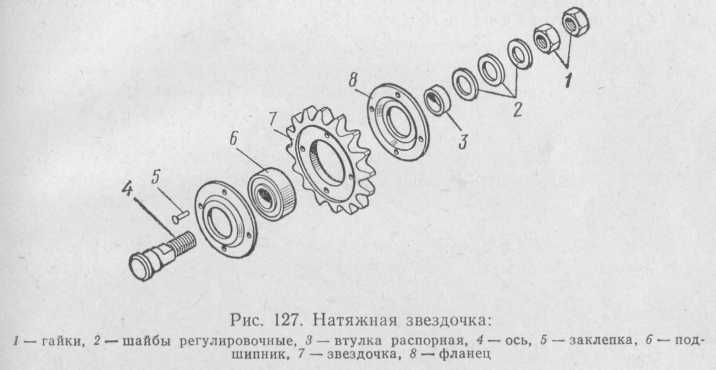 1
2
8
3
7
6
5
4
Рис. 127. Натяжная звездочка:
1 — гайки, 2 — шайбы регулировочные, 3 — втулка распорная, 4 — ось, 5 — заклепка, 6 — под-
шипник, 7 — звездочка, 8 — фланец